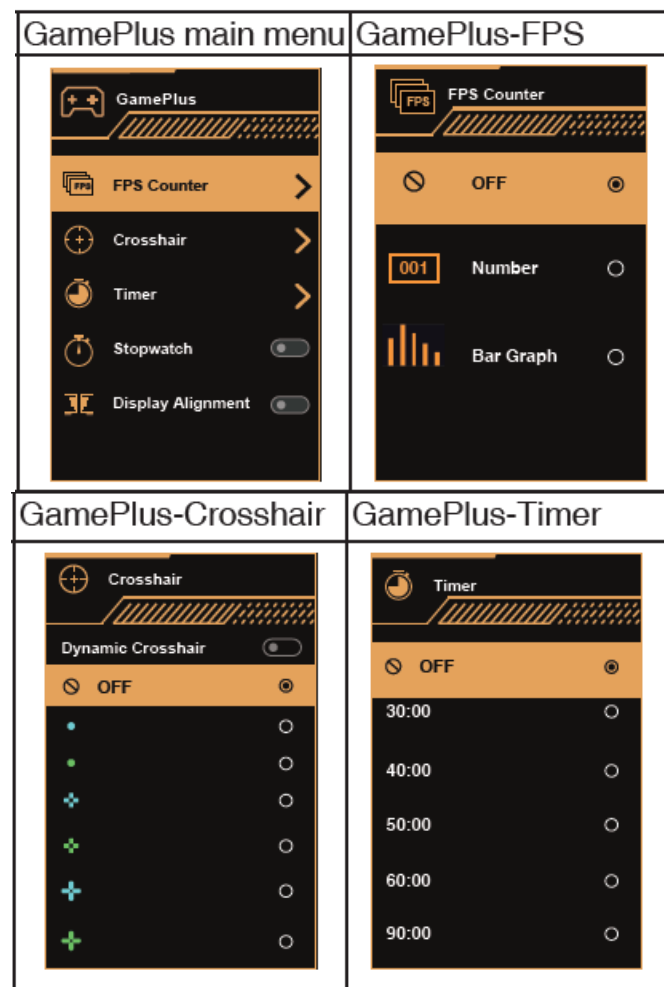 GamePlus main menu
GamePlus-FPS
GamePlus
FPS Counter
Crosshair
Timer
Stopwatch
Display Alignment
FPS
FPS
FPS Counter
OFF
001
Number
Bar Graph
GamePlus-Crosshair
GamePlus-Timer
Crosshair
Dynamic Crosshair
OFF
Timer
OFF
30:00
40:00
50:00
60:00
90:00